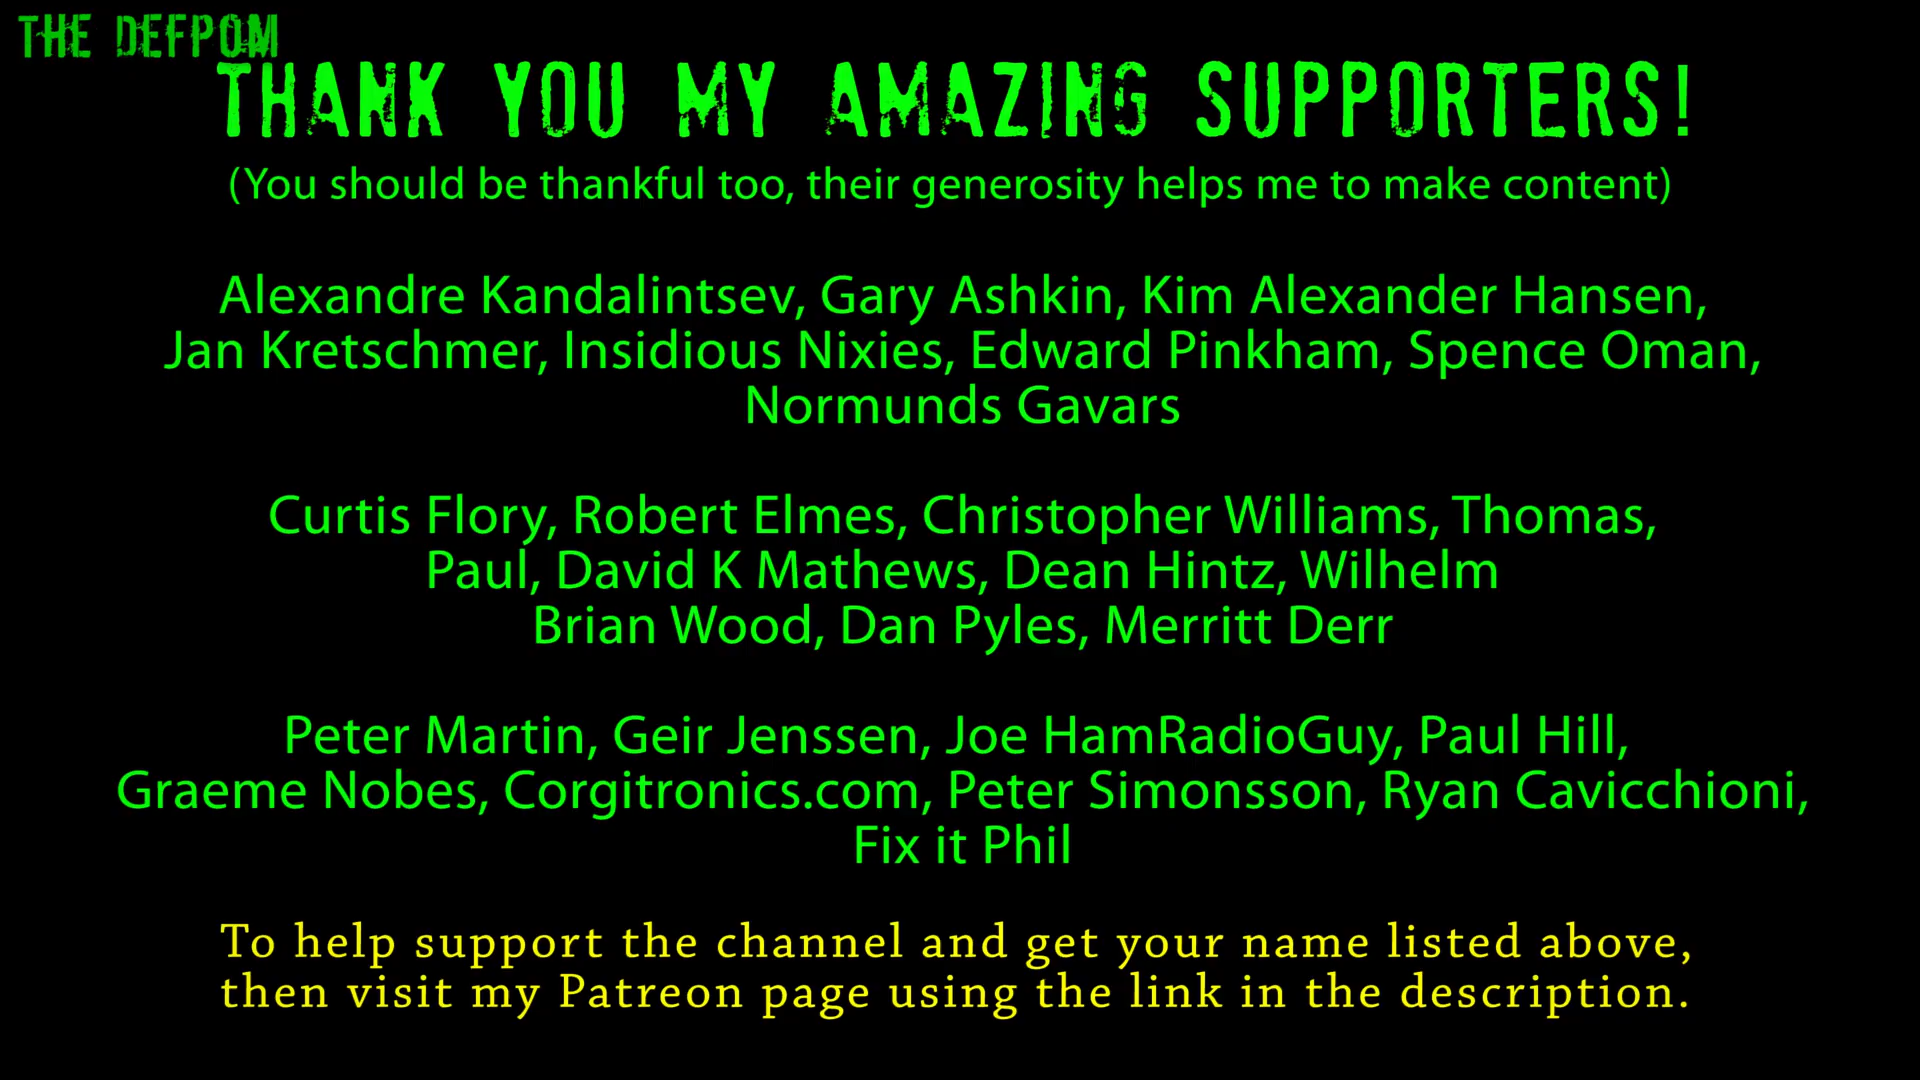 THE DEFPOM
THANK YOU MY AMAZING SUPPORTERS!
(You should be thankful too, their generosity helps me to make content)
Alexandre Kandalintsev, Gary Ashkin, Kim Alexander Hansen,
Jan Kretschmer, Insidious Nixies, Edward Pinkham, Spence Oman,
Normunds Gavars
Curtis Flory, Robert Elmes, Christopher Williams, Thomas,
Paul, David K Mathews, Dean Hintz, Wilhelm
Brian Wood, Dan Pyles, Merritt Derr
Peter Martin, Geir Jenssen, Joe HamRadioGuy, Paul Hill,
Graeme Nobes, Corgitronics.com, Peter Simonsson, Ryan Cavicchioni,
Fix it Phil
To help support the channel and get your name listed above,
then visit my Patreon page using the link in the description.